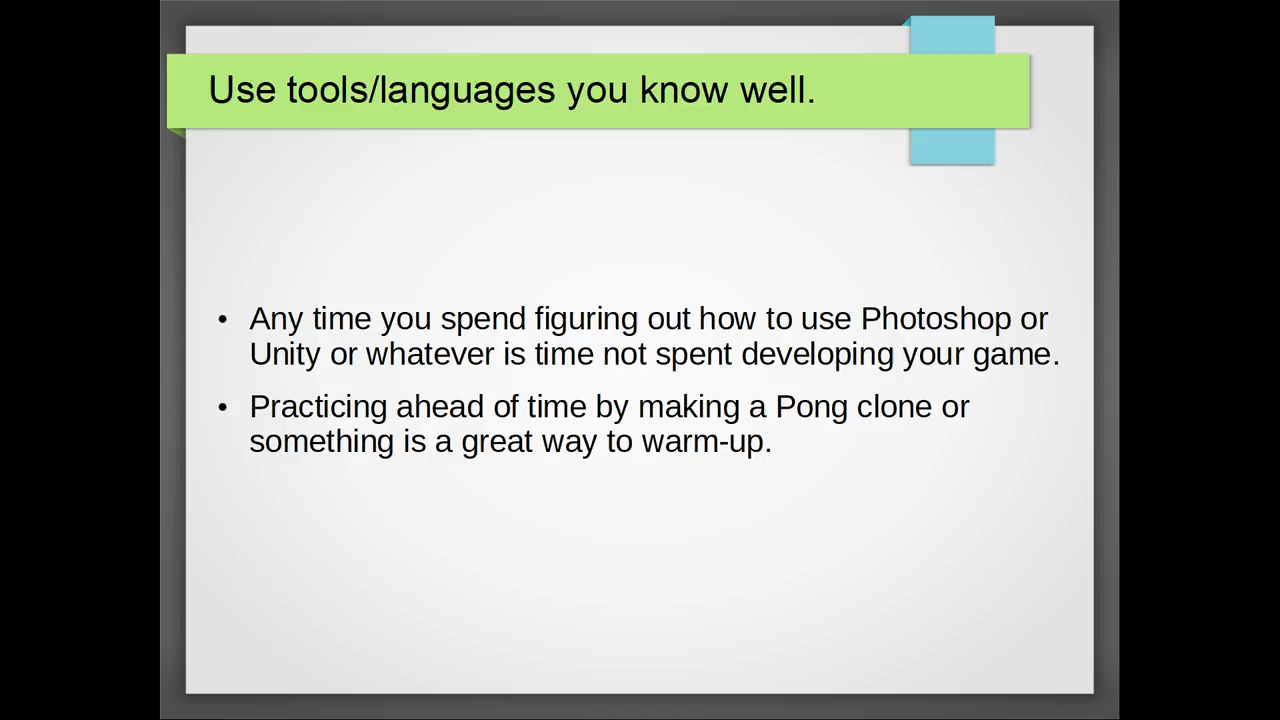 Use tools/languages you know well.
• Any time you spend figuring out how to use Photoshop or
Unity or whatever is time not spent developing your game.
• Practicing ahead of time by making a Pong clone or
something is a great way to warm-up.